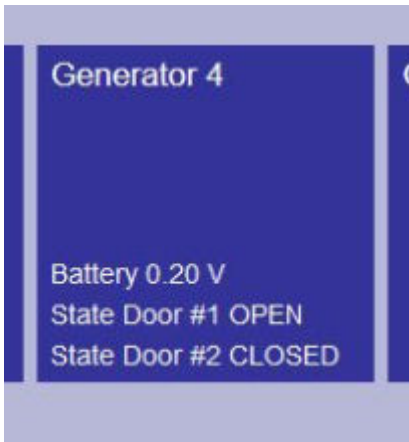 Generator 4
Battery 0.20 V
State Door #1 OPEN
State Door #2 CLOSED